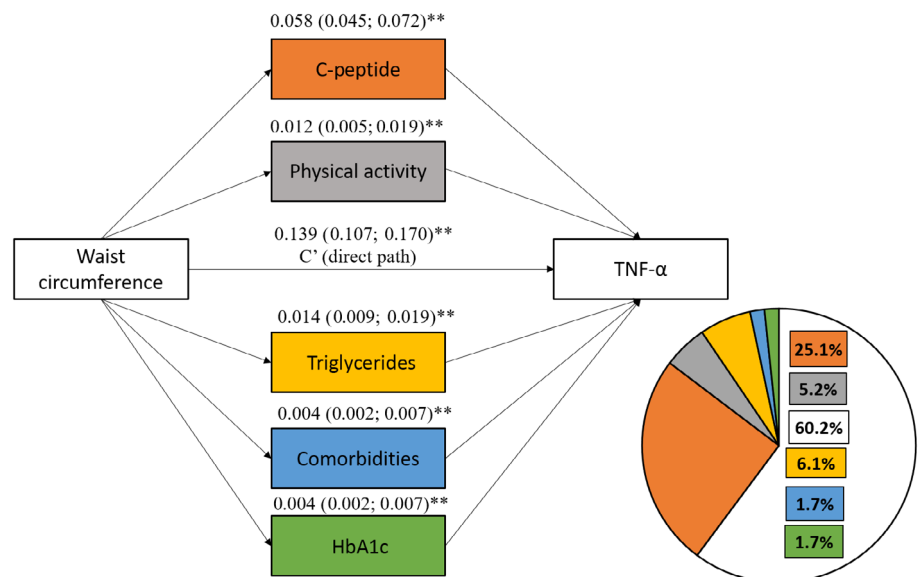 0.058 (0.045; 0.072)**
C-peptide
0.012 (0.005; 0.019)**
Physical activity
0.139 (0.107; 0.170)**
C’ (direct path)
Waist
circumference
TNF-α
0.014 (0.009; 0.019)**
Triglycerides
0.004 (0.002; 0.007)**
Comorbidities
0.004 (0.002; 0.007)**
HbA1c
25.1%
5.2%
60.2%
6.1%
1.7%
1.7%